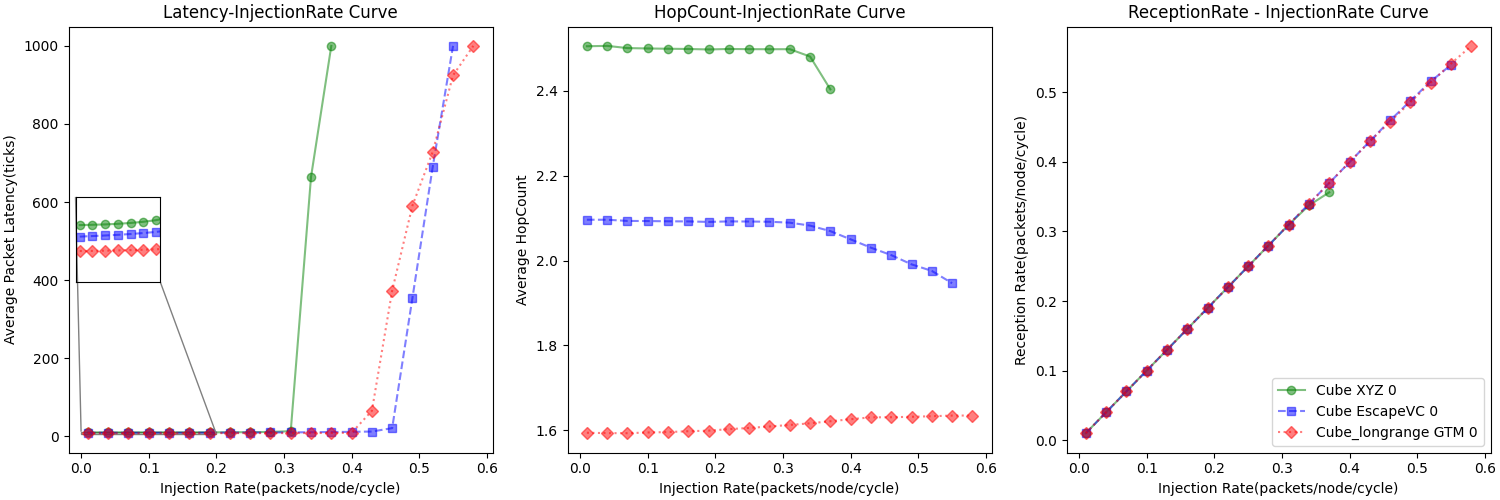 Latency-InjectionRate Curve
1000
800
600
400
200
0
0.0 0.1 0.2 0.3 0.4 0.5 0.6
Average Packet Latency(ticks)
Injection Rate(packets/node/cycle)
HopCount-InjectionRate Curve
2.4
2.2
2.0
1.8
1.6
0.0 0.1 0.2 0.3 0.4 0.5 0.6
Average HopCount
Injection Rate(packets/node/cycle)
ReceptionRate - InjectionRate Curve
0.5
0.4
0.3
0.2
0.1
0.0
0.0 0.1 0.2 0.3 0.4 0.5 0.6
Reception Rate(packets/node/cycle)
Injection Rate(packets/node/cycle)
Cube XYZ 0
Cube EscapeVC 0
Cube_longrange GTM 0